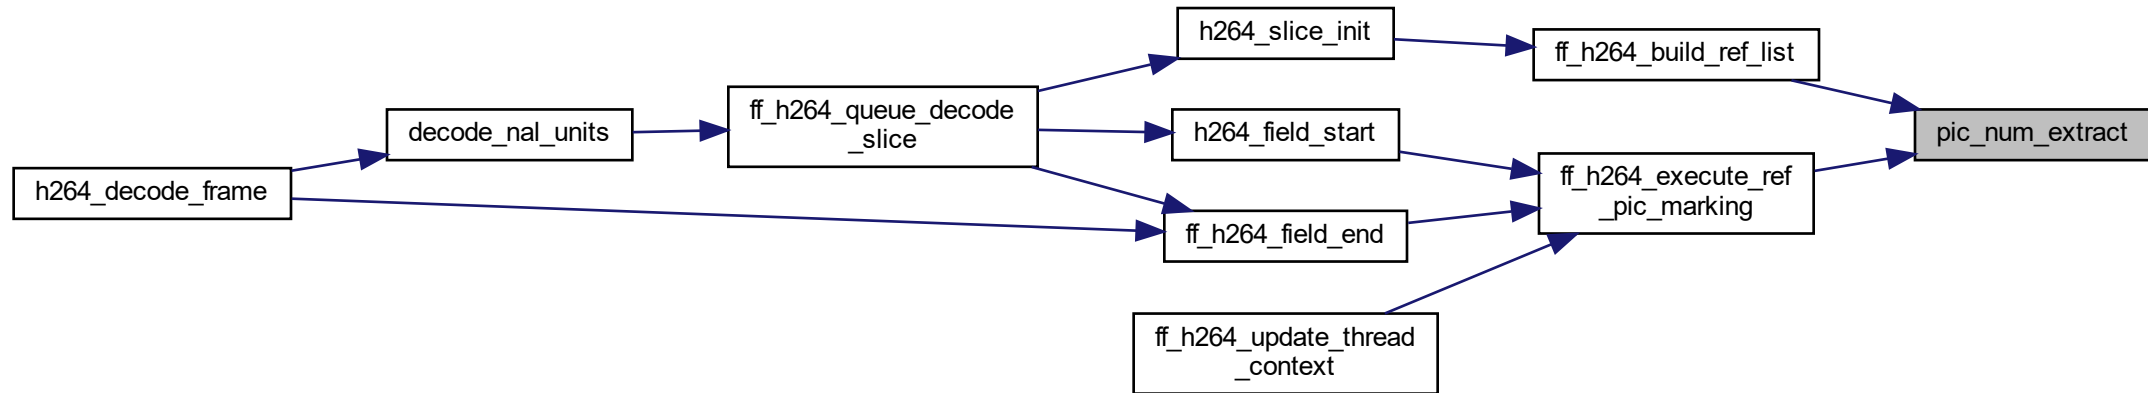 h264_slice_init
ff_h264_build_ref_list
ff_h264_queue_decode
_slice
decode_nal_units
h264_field_start
pic_num_extract
h264_decode_frame
ff_h264_execute_ref
_pic_marking
ff_h264_field_end
ff_h264_update_thread
_context